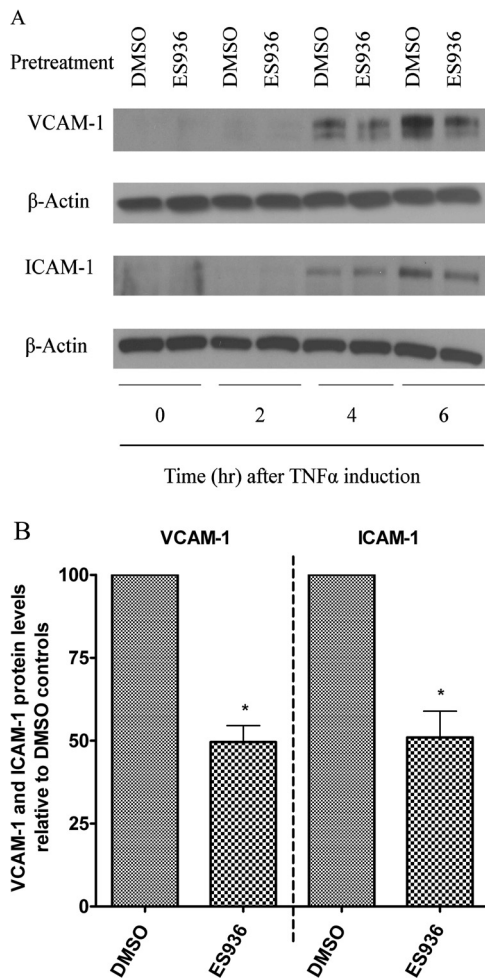 A
Pretreatment DMSO ES936 DMSO ES936 DMSO ES936 DMSO ES936
VCAM-1
β-Actin
ICAM-1
β-Actin
0 2 4 6
Time (hr) after TNFα induction
B
VCAM-1 ICAM-1
VCAM-1 and ICAM-1 protein levels
relative to DMSO controls
100
75
50
25
0
* *
DMSO ES936 DMSO ES936